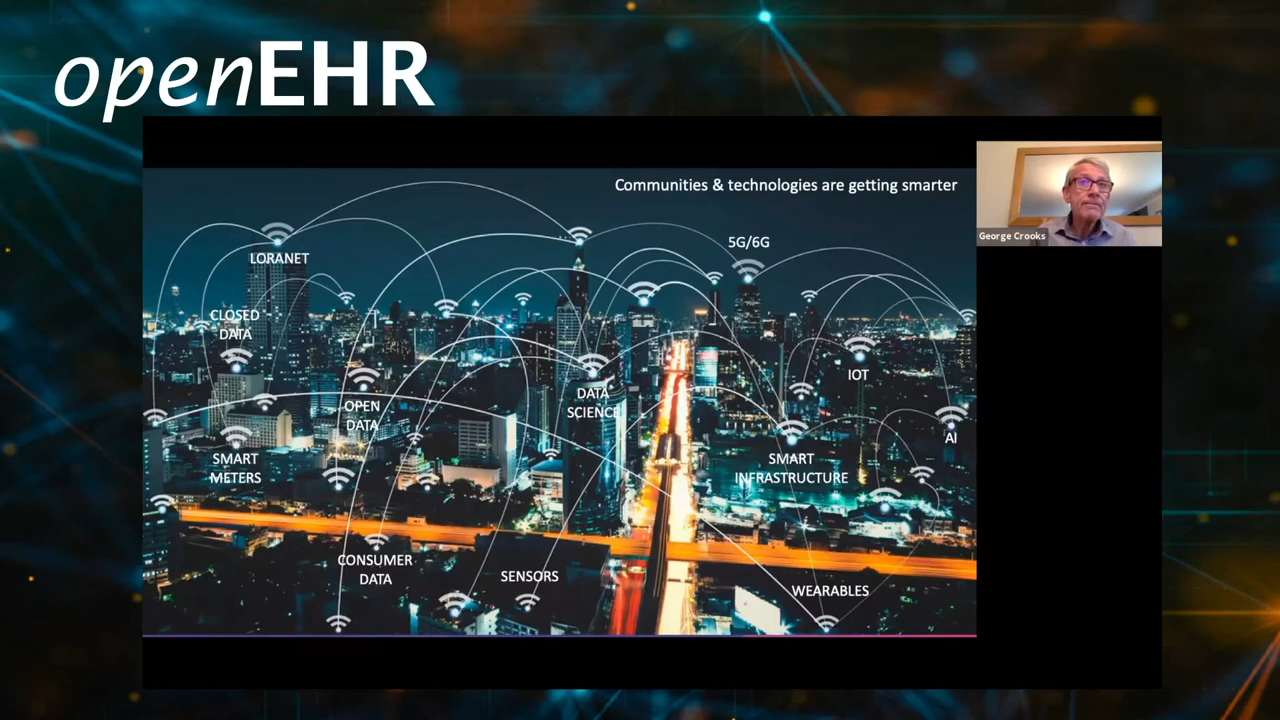 openEHR
Communities & technologies are getting smarter
George Crooks
5G/6G
LORANET
CLOSED
DATA
IOT
DATA
SCIENCE
OPEN
DATA
AI
SMART
METERS
SMART
INFRASTRUCTURE
CONSUMER
DATA
SENSORS
WEARABLES